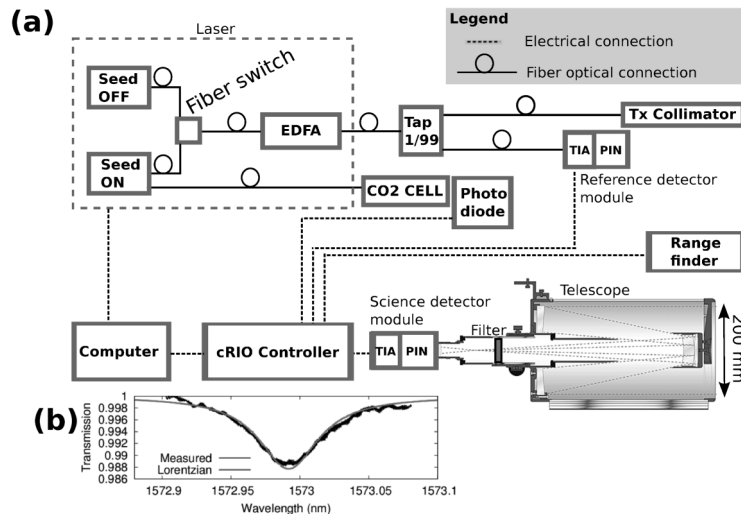 (a)
Legend
Electrical connection
Fiber optical connection
Laser
Seed
OFF
Fiber switch
Seed
ON
EDFA
Tap
1/99
Tx Collimator
TIA PIN
Reference detector
module
CO2 CELL
Photo
diode
Range
finder
Telescope
200 mm
Science detector
module
Filter
Computer
cRIO Controller
TIA PIN
(b)
Transmission
1
0.998
0.996
0.994
0.992
0.99
0.988
0.986
Measured
Lorentzian
1572.9 1572.95 1573 1573.05 1573.1
Wavelength (nm)